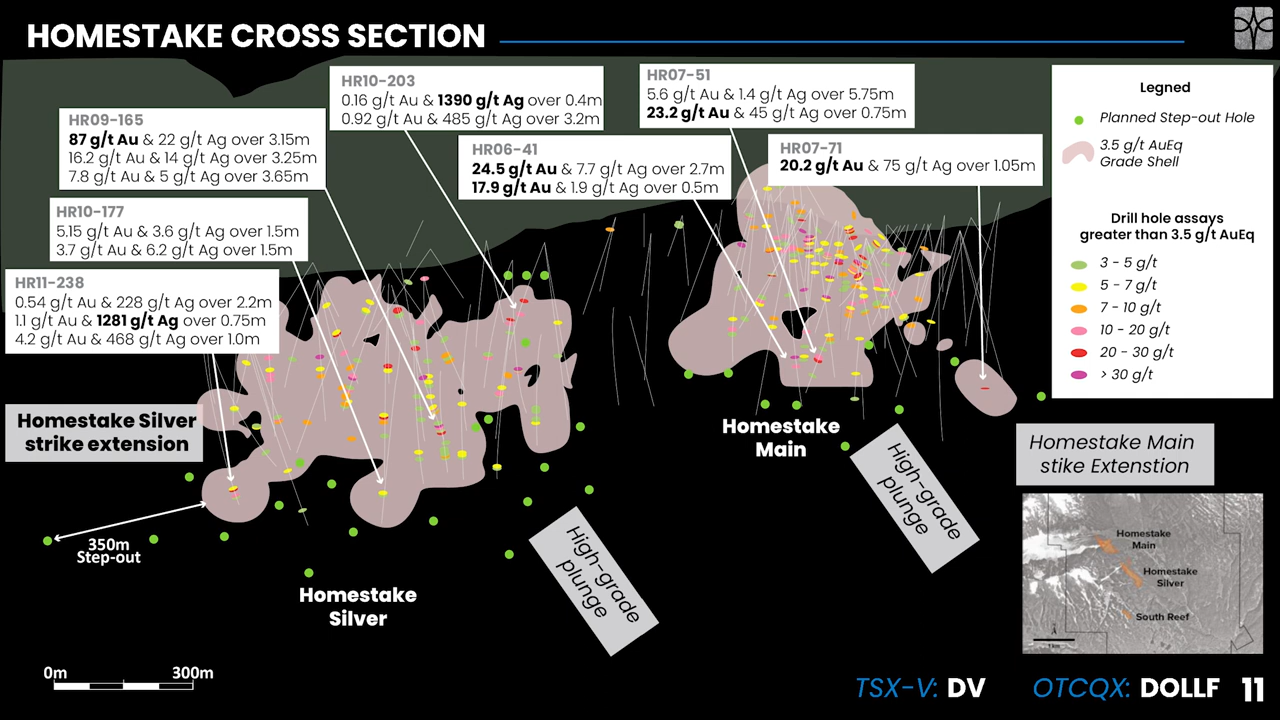 HOMESTAKE CROSS SECTION
HR10-203
0.16 g/t Au & 1390 g/t Ag over 0.4m
0.92 g/t Au & 485 g/t Ag over 3.2m
HR07-51
5.6 g/t Au & 1.4 g/t Ag over 5.75m
23.2 g/t Au & 45 g/t Ag over 0.75m
HR09-165
87 g/t Au & 22 g/t Ag over 3.15m
16.2 g/t Au & 14 g/t Ag over 3.25m
7.8 g/t Au & 5 g/t Ag over 3.65m
HR06-41
24.5 g/t Au & 7.7 g/t Ag over 2.7m
17.9 g/t Au & 1.9 g/t Ag over 0.5m
HR07-71
20.2 g/t Au & 75 g/t Ag over 1.05m
HR10-177
5.15 g/t Au & 3.6 g/t Ag over 1.5m
3.7 g/t Au & 6.2 g/t Ag over 1.5m
HR11-238
0.54 g/t Au & 228 g/t Ag over 2.2m
1.1 g/t Au & 1281 g/t Ag over 0.75m
4.2 g/t Au & 468 g/t Ag over 1.0m
Legned
Planned Step-out Hole
3.5 g/t AuEq
Grade Shell
Drill hole assays
greater than 3.5 g/t AuEq
3 - 5 g/t
5 - 7 g/t
7 - 10 g/t
10 - 20 g/t
20 - 30 g/t
> 30 g/t
Homestake Silver
strike extension
Homestake
Main
High-grade
plunge
Homestake Main
stike Extenstion
350m
Step-out
High-grade
plunge
Homestake
Silver
Homestake
Main
Homestake
Silver
South Reef
0m 300m
TSX-V: DV OTCQX: DOLLF 11